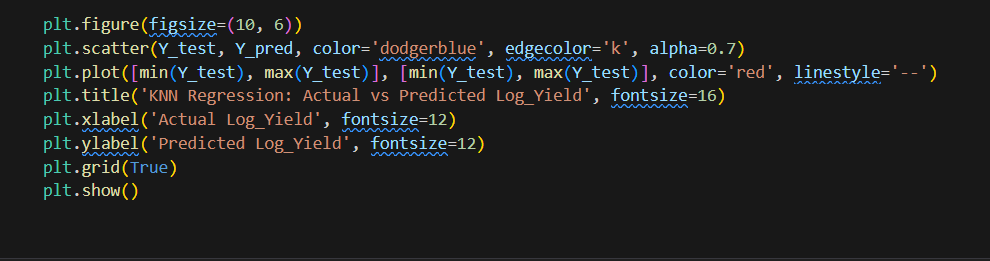 plt.figure(figsize=(10, 6))
plt.scatter(Y_test, Y_pred, color='dodgerblue', edgecolor='k', alpha=0.7)
plt.plot([min(Y_test), max(Y_test)], [min(Y_test), max(Y_test)], color='red', linestyle='--')
plt.title('KNN Regression: Actual vs Predicted Log_Yield', fontsize=16)
plt.xlabel('Actual Log_Yield', fontsize=12)
plt.ylabel('Predicted Log_Yield', fontsize=12)
plt.grid(True)
plt.show()